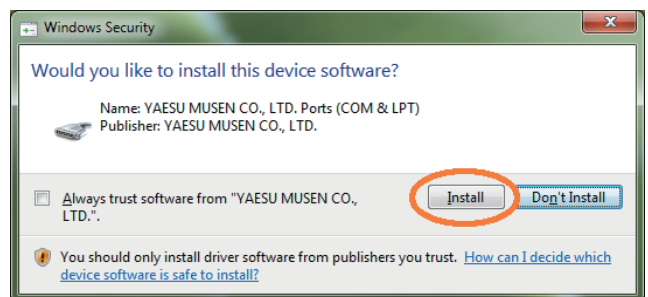 Windows Security
Would you like to install this device software?
Name: YAESU MUSEN CO., LTD. Ports (COM & LPT)
Publisher: YAESU MUSEN CO., LTD.
Always trust software from "YAESU MUSEN CO.,
LTD.".
Install
Don't Install
You should only install driver software from publishers you trust. How can I decide which
device software is safe to install?